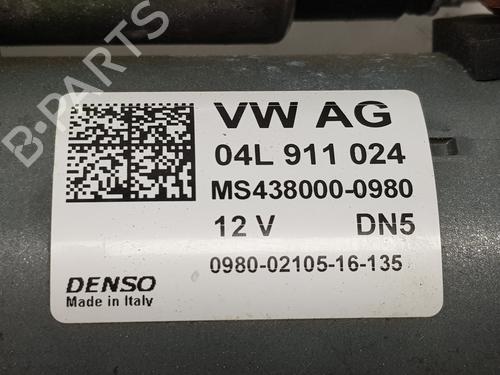 VW AG
04L 911 024
MS438000-0980
12 V DN5
0980-02105-16-135
DENSO
Made in Italy
B-PARTS